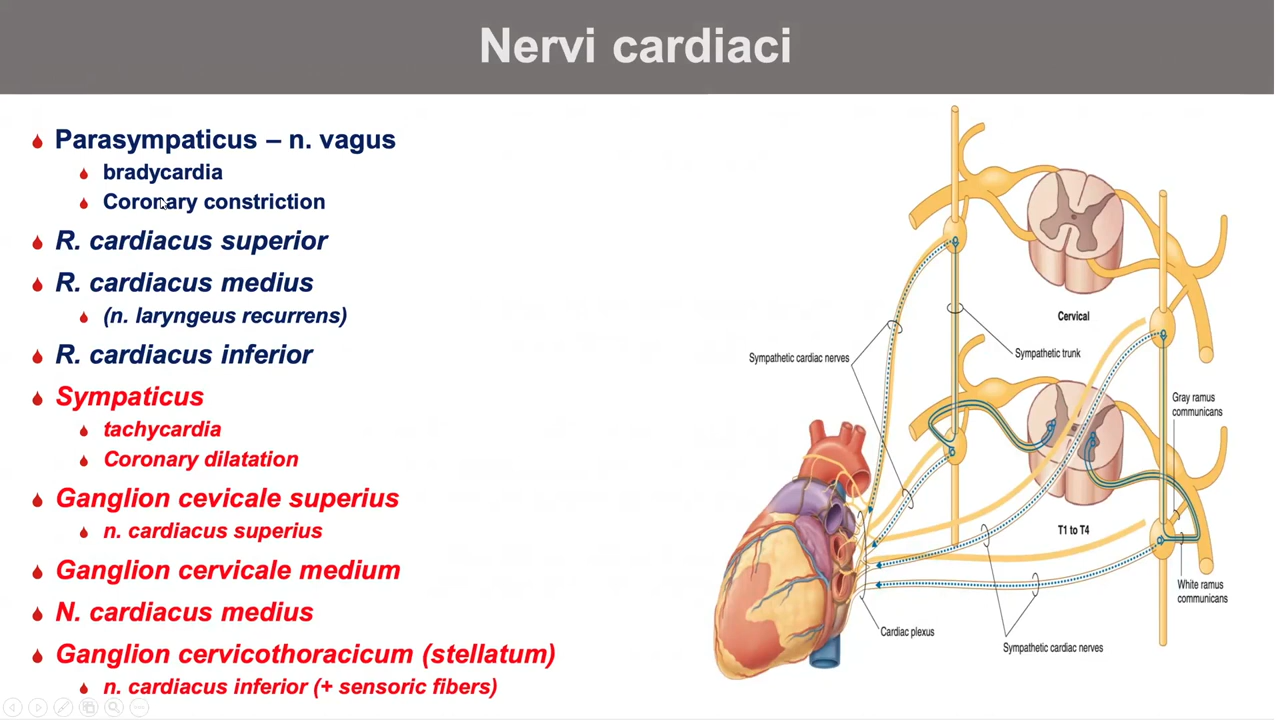 Nervi cardiaci
Parasympaticus – n. vagus
bradycardia
Coronary constriction
R. cardiacus superior
R. cardiacus medius
(n. laryngeus recurrens)
R. cardiacus inferior
Sympaticus
tachycardia
Coronary dilatation
Ganglion cevicale superius
n. cardiacus superius
Ganglion cervicale medium
N. cardiacus medius
Ganglion cervicothoracicum (stellatum)
n. cardiacus inferior (+ sensoric fibers)
Cervical
Sympathetic cardiac nerves
Sympathetic trunk
Gray ramus
communicans
T1 to T4
White ramus
communicans
Cardiac plexus
Sympathetic cardiac nerves